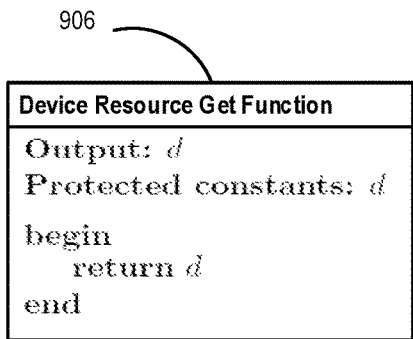 906
Device Resource Get Function
Output: d
Protected constants: d
begin
return d
end